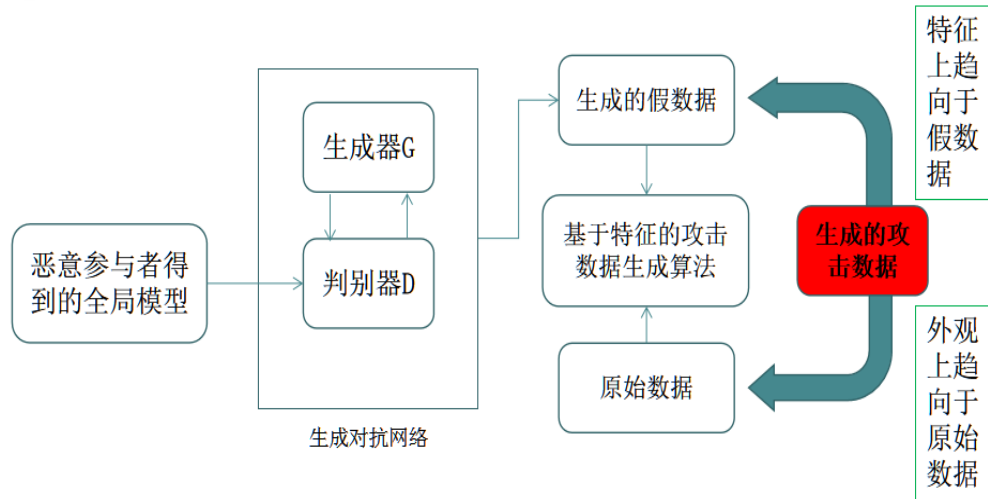 恶意参与者得
到的全局模型
生成器G
判别器D
生成对抗网络
生成的假数据
基于特征的攻击
数据生成算法
原始数据
生成的攻
击数据
特征
上趋
向于
假数
据
外观
上趋
向于
原始
数据